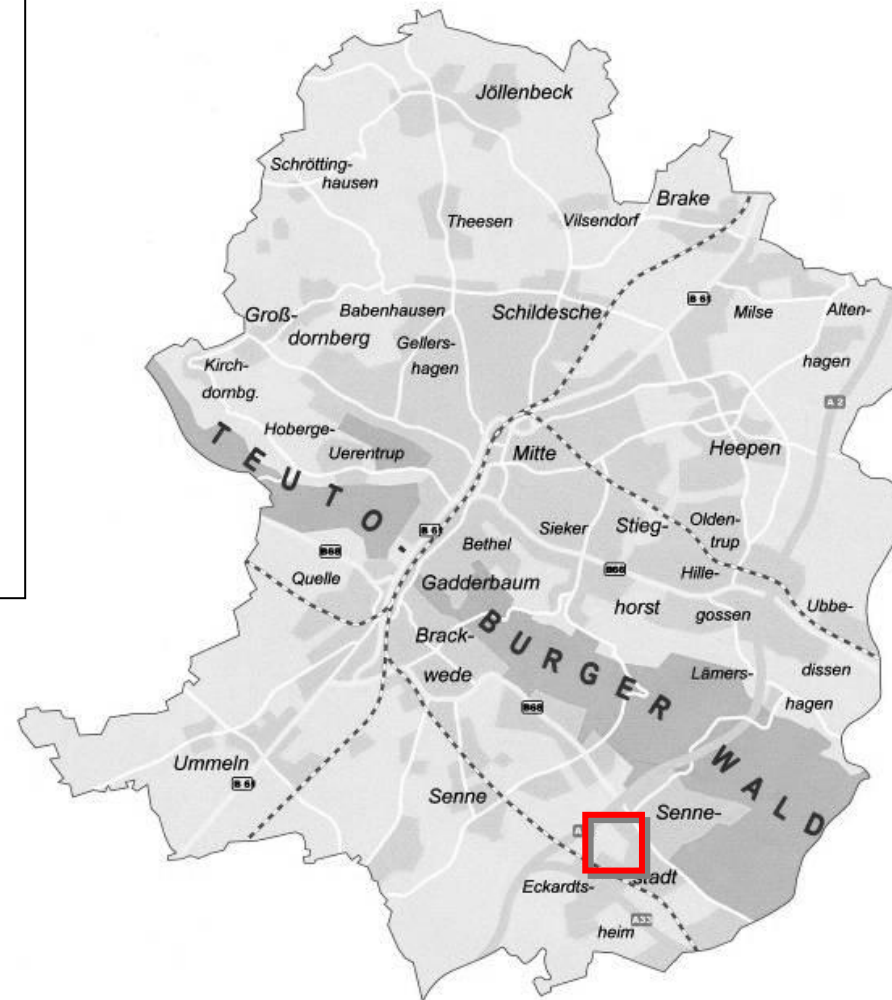 Jöllenbeck
Schrötting-
hausen
Brake
Theesen
Vilsendorf
B 61
Groß-
dornberg
Babenhausen
Schildesche
Milse
Alten-
hagen
Gellers-
hagen
Kirch-
dornbg.
A 2
Hoberge-
Uerentrup
Mitte
Heepen
TEUTO-
B 61
Sieker
Stieg-
horst
Olden-
trup
B68
Quelle
Bethel
Gadderbaum
B66
Hille-
gossen
Ubbe-
dissen
Brack-
wede
BURGER
Lämers-
hagen
B68
WALD
Ummeln
B 61
Senne
Senne-
stadt
Eckardts-
heim
A33